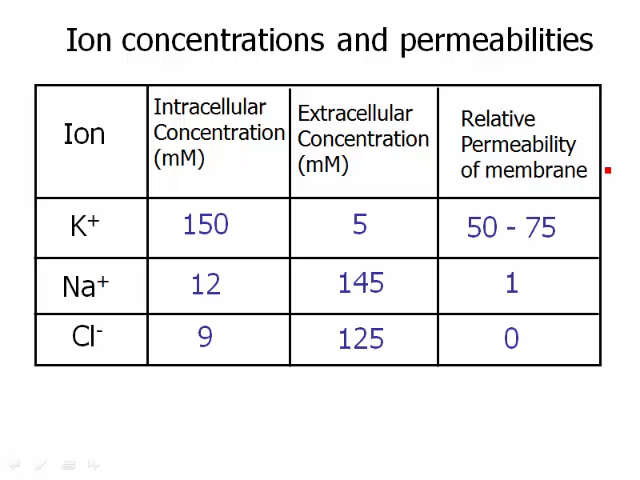 Ion concentrations and permeabilities
Ion
Intracellular
Concentration
(mM)
Extracellular
Concentration
(mM)
Relative
Permeability
of membrane
K+ 150 5 50 - 75
Na+ 12 145 1
Cl- 9 125 0